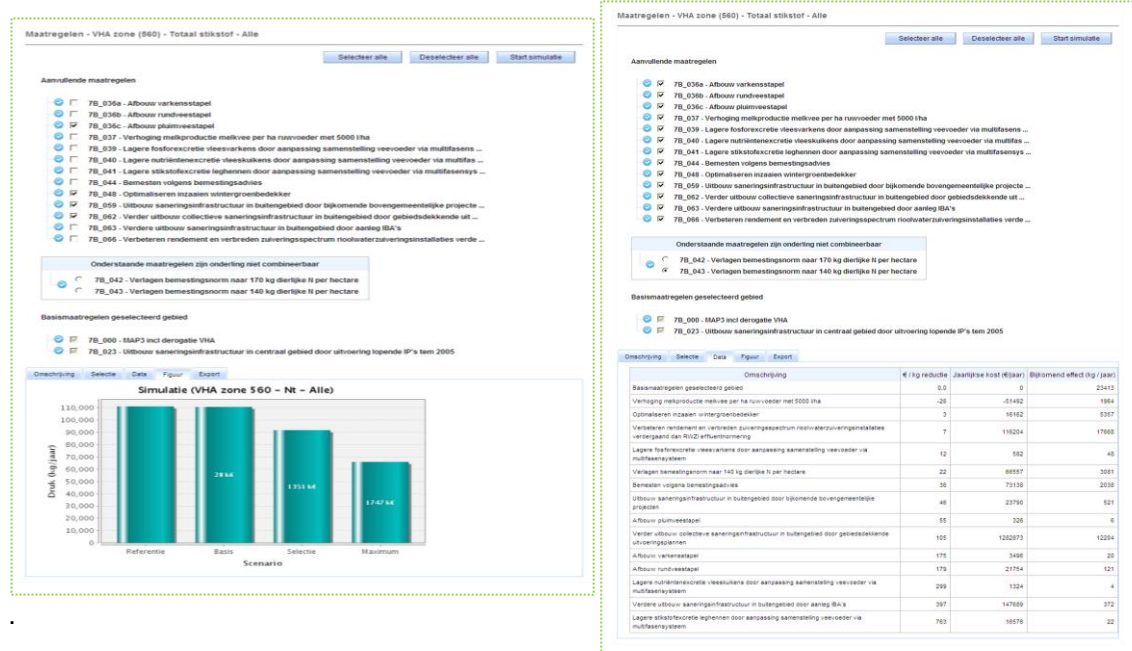 Maatregelen - VHA zone (560) - Totaal stikstof - Alle
Selecteer alle Deselecteer alle Start simulatie
Aanvullende maatregelen
7B_036a - Afbouw varkensstapel
7B_036b - Afbouw rundveestapel
7B_036c - Afbouw pluimveestapel
7B_037 - Verhoging melkproductie melkvee per ha ruwvoeder met 5000 l/ha
7B_039 - Lagere fosforexcretie vleesvarkens door aanpassing samenstelling veevoeder via multifasens ...
7B_040 - Lagere nutriëntenexcretie vleeskuikens door aanpassing samenstelling veevoeder via multifas ...
7B_041 - Lagere stikstofexcretie leghennen door aanpassing samenstelling veevoeder via multifasensys ...
7B_044 - Bemesten volgens bemestingsadvies
7B_048 - Optimaliseren inzaaien wintergroenbedekker
7B_059 - Uitbouw saneringsinfrastructuur in buitengebied door bijkomende bovengemeentelijke projecte ...
7B_062 - Verder uitbouw collectieve saneringsinfrastructuur in buitengebied door gebiedsdekkende uit ...
7B_063 - Verdere uitbouw saneringsinfrastructuur in buitengebied door aanleg IBA's
7B_066 - Verbeteren rendement en verbreden zuiveringsspectrum rioolwaterzuiveringsinstallaties verde ...
Onderstaande maatregelen zijn onderling niet combineerbaar
7B_042 - Verlagen bemestingsnorm naar 170 kg dierlijke N per hectare
7B_043 - Verlagen bemestingsnorm naar 140 kg dierlijke N per hectare
Basismaatregelen geselecteerd gebied
7B_000 - MAP3 incl derogatie VHA
7B_023 - Uitbouw saneringsinfrastructuur in centraal gebied door uitvoering lopende IP's tem 2005
Omschrijving Selectie Data Figuur Export
Simulatie (VHA zone 560 - Nt - Alle)
Druk (kg/jaar)
110,000
100,000
90,000
80,000
70,000
60,000
50,000
40,000
30,000
20,000
10,000
0
28 k€
1351 k€
1747 k€
Referentie Basis Selectie Maximum
Scenario
.
Maatregelen - VHA zone (560) - Totaal stikstof - Alle
Selecteer alle Deselecteer alle Start simulatie
Aanvullende maatregelen
7B_036a - Afbouw varkensstapel
7B_036b - Afbouw rundveestapel
7B_036c - Afbouw pluimveestapel
7B_037 - Verhoging melkproductie melkvee per ha ruwvoeder met 5000 l/ha
7B_039 - Lagere fosforexcretie vleesvarkens door aanpassing samenstelling veevoeder via multifasens ...
7B_040 - Lagere nutriëntenexcretie vleeskuikens door aanpassing samenstelling veevoeder via multifas ...
7B_041 - Lagere stikstofexcretie leghennen door aanpassing samenstelling veevoeder via multifasensys ...
7B_044 - Bemesten volgens bemestingsadvies
7B_048 - Optimaliseren inzaaien wintergroenbedekker
7B_059 - Uitbouw saneringsinfrastructuur in buitengebied door bijkomende bovengemeentelijke projecte ...
7B_062 - Verder uitbouw collectieve saneringsinfrastructuur in buitengebied door gebiedsdekkende uit ...
7B_063 - Verdere uitbouw saneringsinfrastructuur in buitengebied door aanleg IBA's
7B_066 - Verbeteren rendement en verbreden zuiveringsspectrum rioolwaterzuiveringsinstallaties verde ...
Onderstaande maatregelen zijn onderling niet combineerbaar
7B_042 - Verlagen bemestingsnorm naar 170 kg dierlijke N per hectare
7B_043 - Verlagen bemestingsnorm naar 140 kg dierlijke N per hectare
Basismaatregelen geselecteerd gebied
7B_000 - MAP3 incl derogatie VHA
7B_023 - Uitbouw saneringsinfrastructuur in centraal gebied door uitvoering lopende IP's tem 2005
Omschrijving Selectie Data Figuur Export
Omschrijving € / kg reductie Jaarlijkse kost (€/jaar) Bijkomend effect (kg / jaar)
Basismaatregelen geselecteerd gebied 0,0 0 23413
Verhoging melkproductie melkvee per ha ruwvoeder met 5000 l/ha -26 -51492 1964
Optimaliseren inzaaien wintergroenbedekker 3 16162 5357
Verbeteren rendement en verbreden zuiveringsspectrum rioolwaterzuiveringsinstallaties
verdergaand dan RWZI effluentnormering 7 116204 17688
Lagere fosforexcretie vleesvarkens door aanpassing samenstelling veevoeder via
multifasensysteem 12 582 48
Verlagen bemestingsnorm naar 140 kg dierlijke N per hectare 22 66557 3081
Bemesten volgens bemestingsadvies 36 73138 2038
Uitbouw saneringsinfrastructuur in buitengebied door bijkomende bovengemeentelijke
projecten 46 23790 521
Afbouw pluimveestapel 55 326 6
Verder uitbouw collectieve saneringsinfrastructuur in buitengebied door gebiedsdekkende
uitvoeringsplannen 105 1282873 12204
Afbouw varkensstapel 175 3496 20
Afbouw rundveestapel 179 21754 121
Lagere nutriëntenexcretie vleeskuikens door aanpassing samenstelling veevoeder via
multifasensysteem 299 1324 4
Verdere uitbouw saneringsinfrastructuur in buitengebied door aanleg IBA's 397 147689 372
Lagere stikstofexcretie leghennen door aanpassing samenstelling veevoeder via
multifasensysteem 763 16576 22